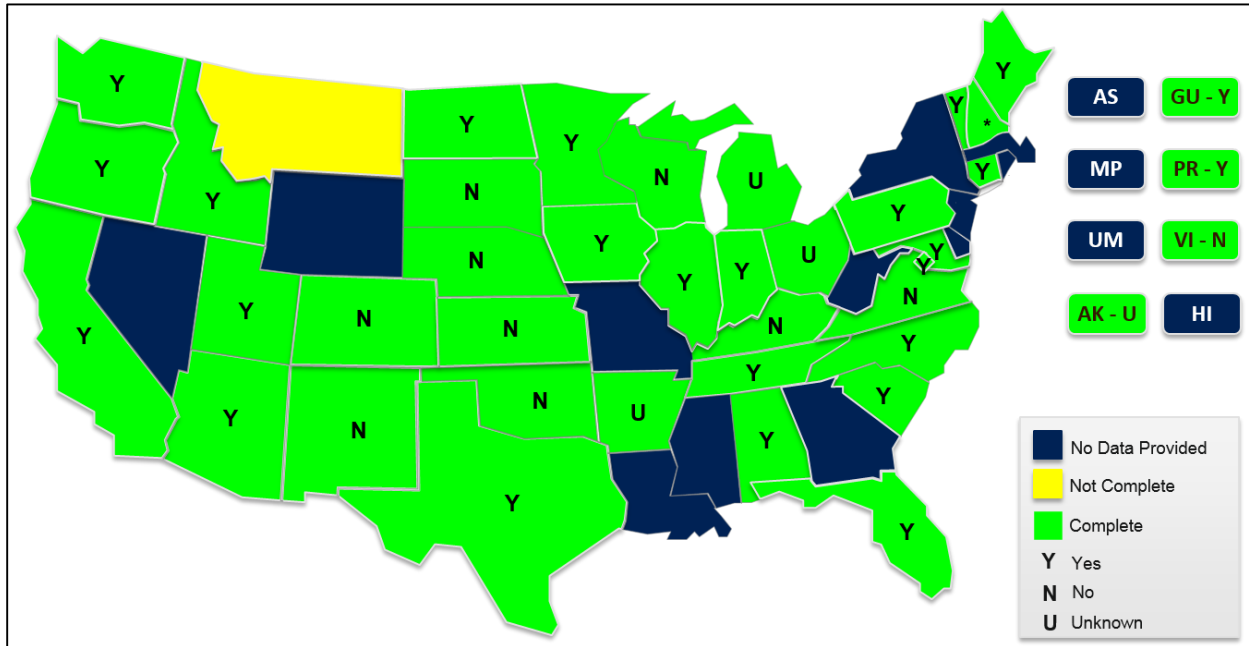 Y
Y
Y
Y
Y
Y
Y
N
N
N
N
N
N
Y
Y
Y
N
U
U
U
Y
Y
N
Y
Y
Y
Y
Y
Y
Y
*
Y
Y
Y
Y
N
Y
AS
GU - Y
MP
PR - Y
UM
VI - N
AK - U
HI
No Data Provided
Not Complete
Complete
Y Yes
N No
U Unknown